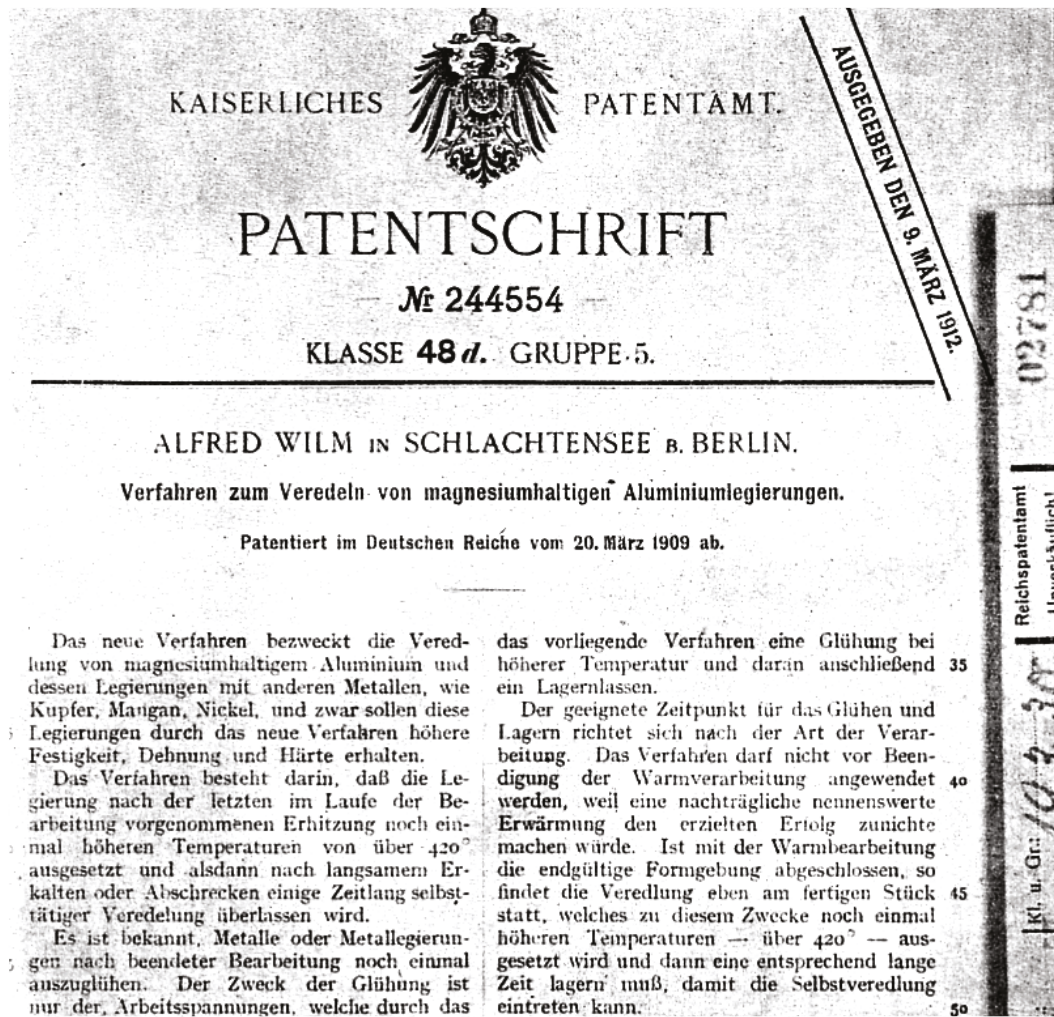 KAISERLICHES PATENTAMT.
AUSGEGEBEN DEN 9. MÄRZ 1912.
PATENTSCHRIFT
№ 244554
KLASSE 48 d. GRUPPE 5.
ALFRED WILM IN SCHLACHTENSEE B. BERLIN.
Verfahren zum Veredeln von magnesiumhaltigen Aluminiumlegierungen.
Patentiert im Deutschen Reiche vom 20. März 1909 ab.
Das neue Verfahren bezweckt die Vered-
lung von magnesiumhaltigem Aluminium und
dessen Legierungen mit anderen Metallen, wie
Kupfer, Mangan, Nickel, und zwar sollen diese
5 Legierungen durch das neue Verfahren höhere
Festigkeit, Dehnung und Härte erhalten.
Das Verfahren besteht darin, daß die Le-
gierung nach der letzten im Laufe der Be-
arbeitung vorgenommenen Erhitzung noch ein-
mal höheren Temperaturen von über 420°
ausgesetzt und alsdann nach langsamem Er-
kalten oder Abschrecken einige Zeitlang selbst-
tätiger Veredelung überlassen wird.
Es ist bekannt, Metalle oder Metallegierun-
5 gen nach beendeter Bearbeitung noch einmal
auszuglühen. Der Zweck der Glühung ist
nur der, Arbeitsspannungen, welche durch das
das vorliegende Verfahren eine Glühung bei
höherer Temperatur und daran anschließend 35
ein Lagernlassen.
Der geeignete Zeitpunkt für das Glühen und
Lagern richtet sich nach der Art der Verar-
beitung. Das Verfahren darf nicht vor Been-
digung der Warmverarbeitung angewendet 40
werden, weil eine nachträgliche nennenswerte
Erwärmung den erzielten Erfolg zunichte
machen würde. Ist mit der Warmbearbeitung
die endgültige Formgebung abgeschlossen, so
findet die Veredlung eben am fertigen Stück 45
statt, welches zu diesem Zwecke noch einmal
höheren Temperaturen — über 420° — aus-
gesetzt wird und dann eine entsprechend lange
Zeit lagern muß, damit die Selbstveredlung
eintreten kann. 50
02781
Reichspatentamt
Kl. u. Gr.: